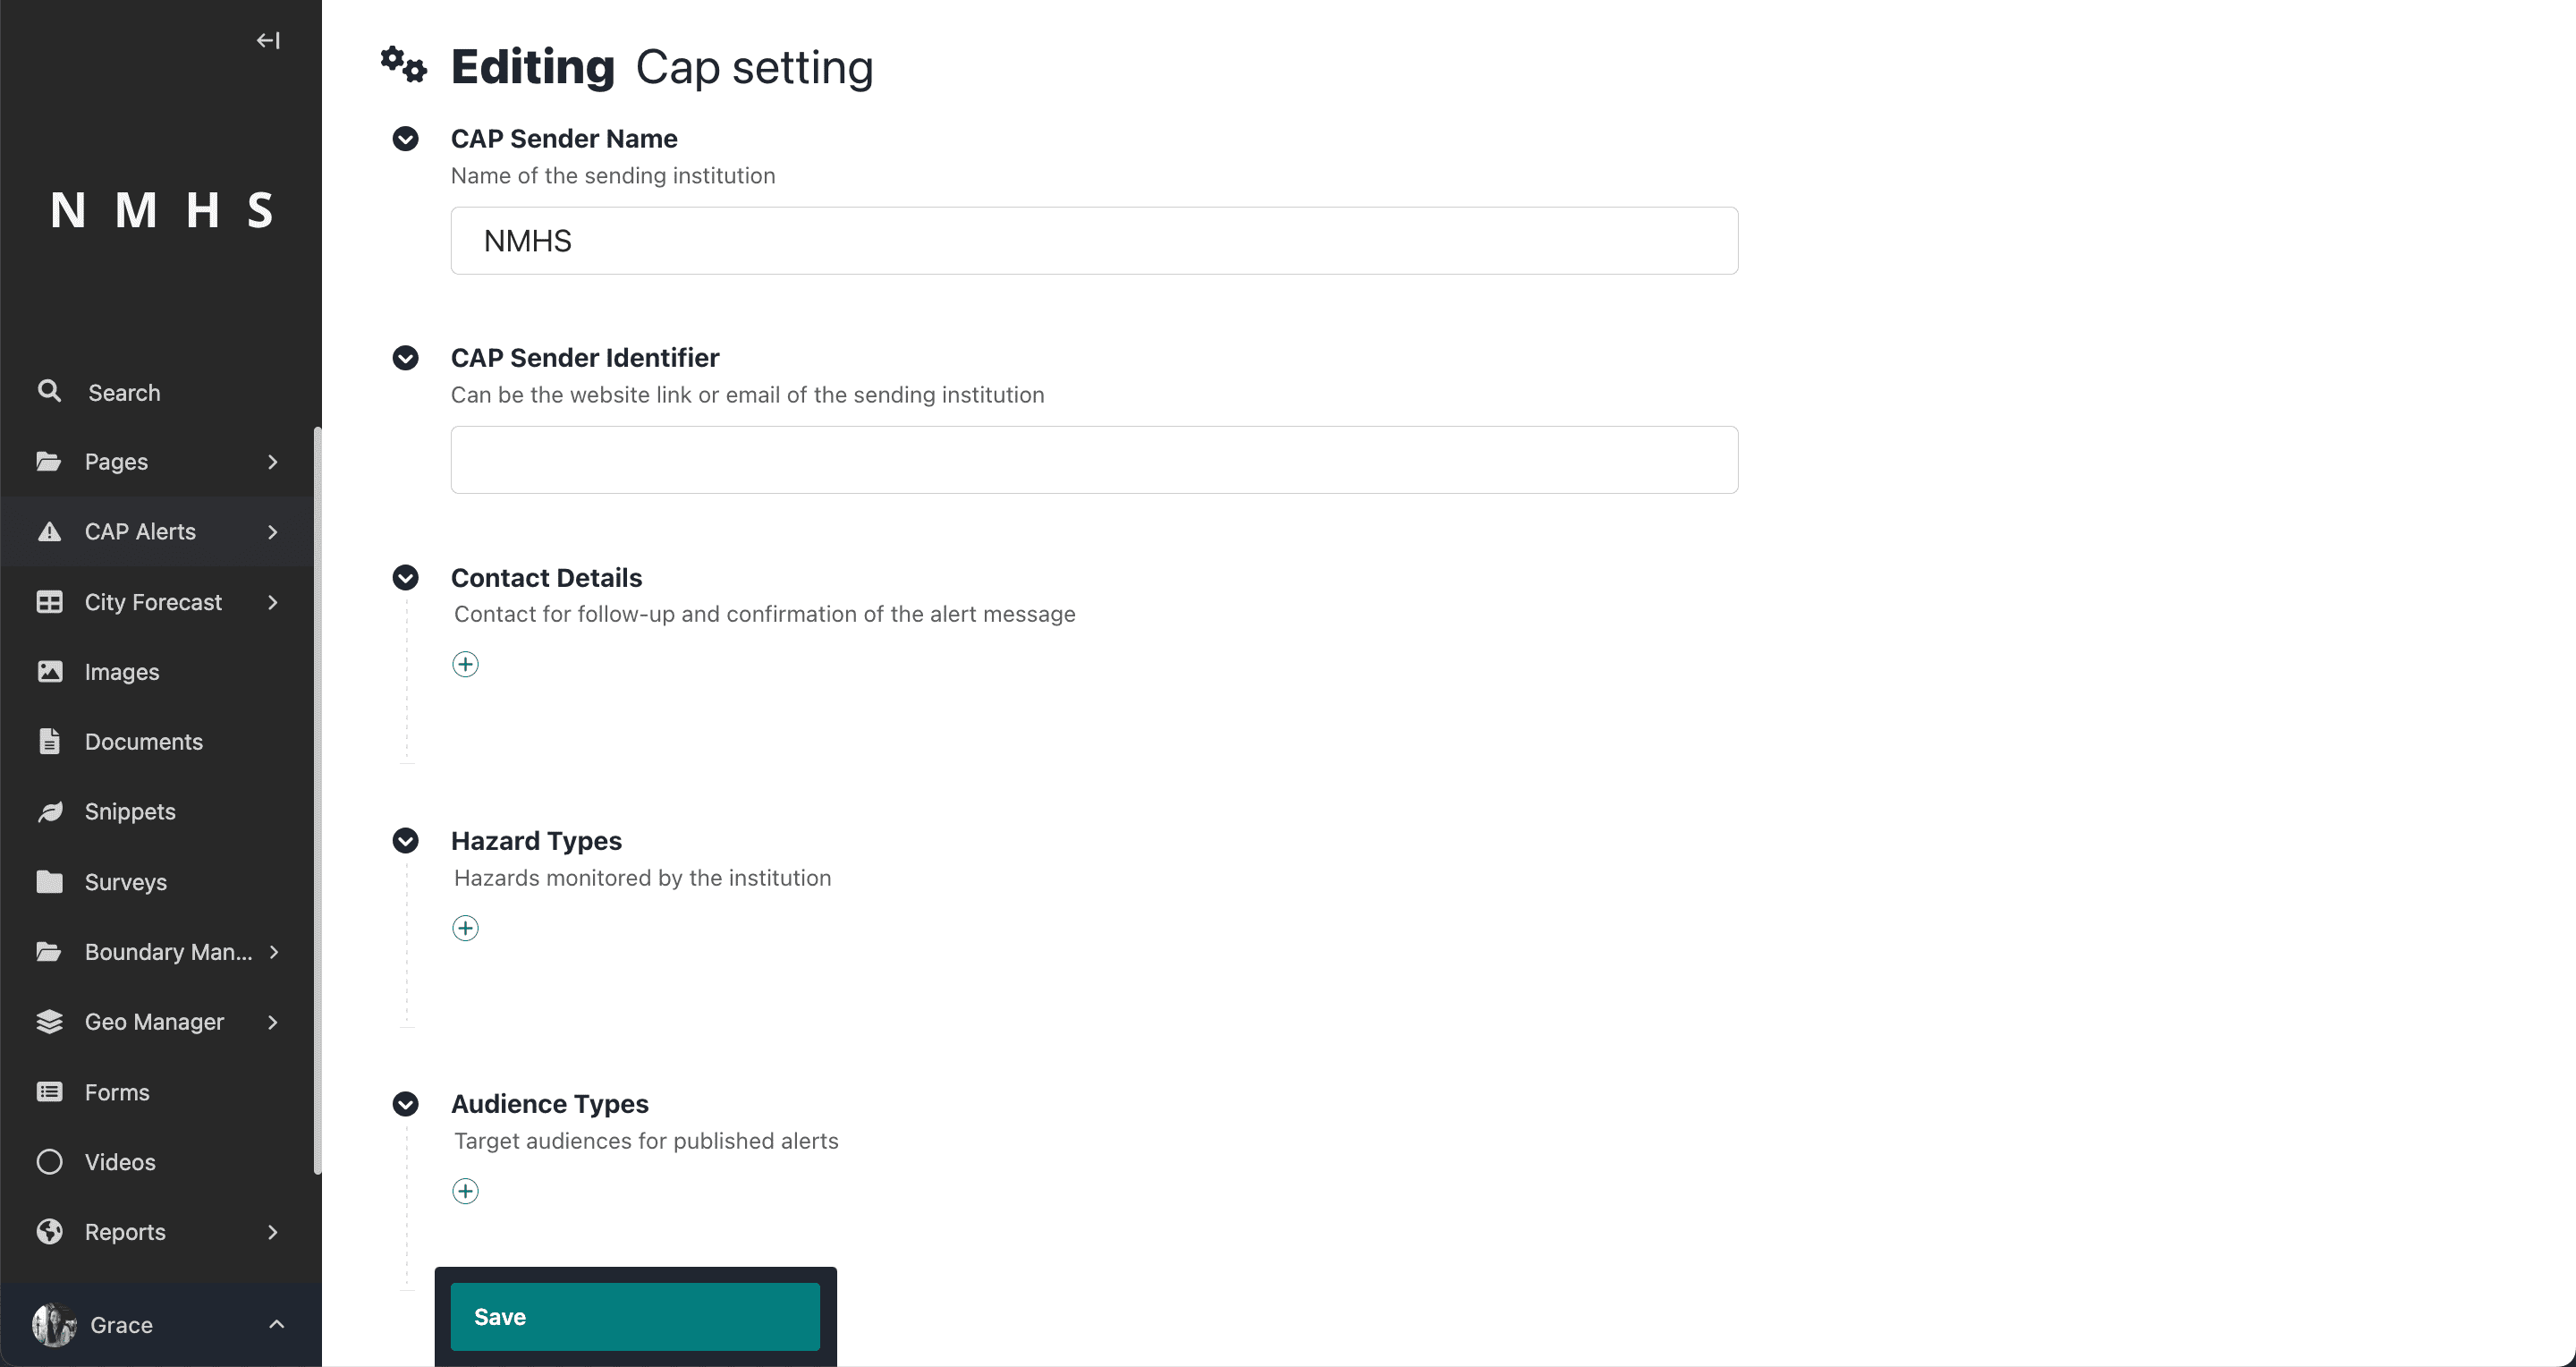 N M H S
Search
Pages
CAP Alerts
City Forecast
Images
Documents
Snippets
Surveys
Boundary Man...
Geo Manager
Forms
Videos
Reports
Grace
Editing Cap setting
CAP Sender Name
Name of the sending institution
NMHS
CAP Sender Identifier
Can be the website link or email of the sending institution
Contact Details
Contact for follow-up and confirmation of the alert message
Hazard Types
Hazards monitored by the institution
Audience Types
Target audiences for published alerts
Save